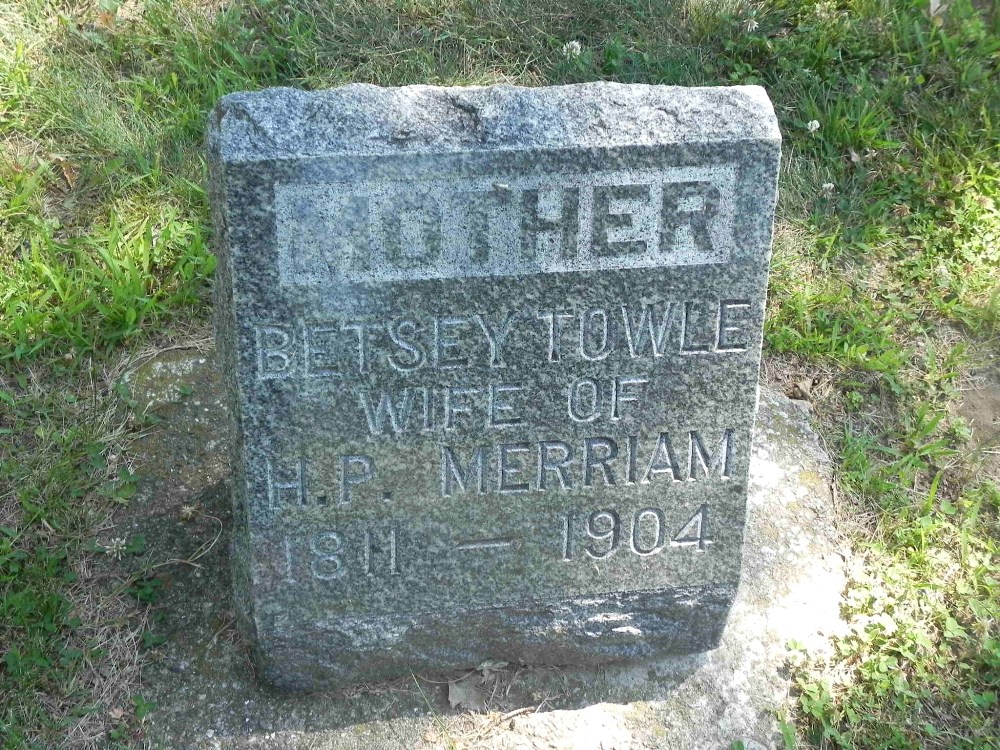 MOTHER
BETSEY TOWLE
WIFE OF
H.P. MERRIAM
1811 — 1904